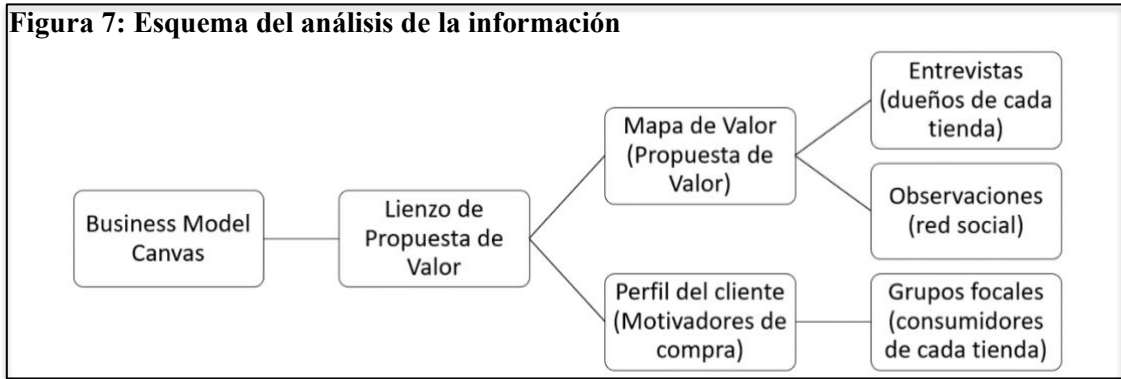 Figura 7: Esquema del análisis de la información
Business Model
Canvas
Lienzo de
Propuesta de
Valor
Mapa de Valor
(Propuesta de
Valor)
Entrevistas
(dueños de cada
tienda)
Observaciones
(red social)
Perfil del cliente
(Motivadores de
compra)
Grupos focales
(consumidores
de cada tienda)